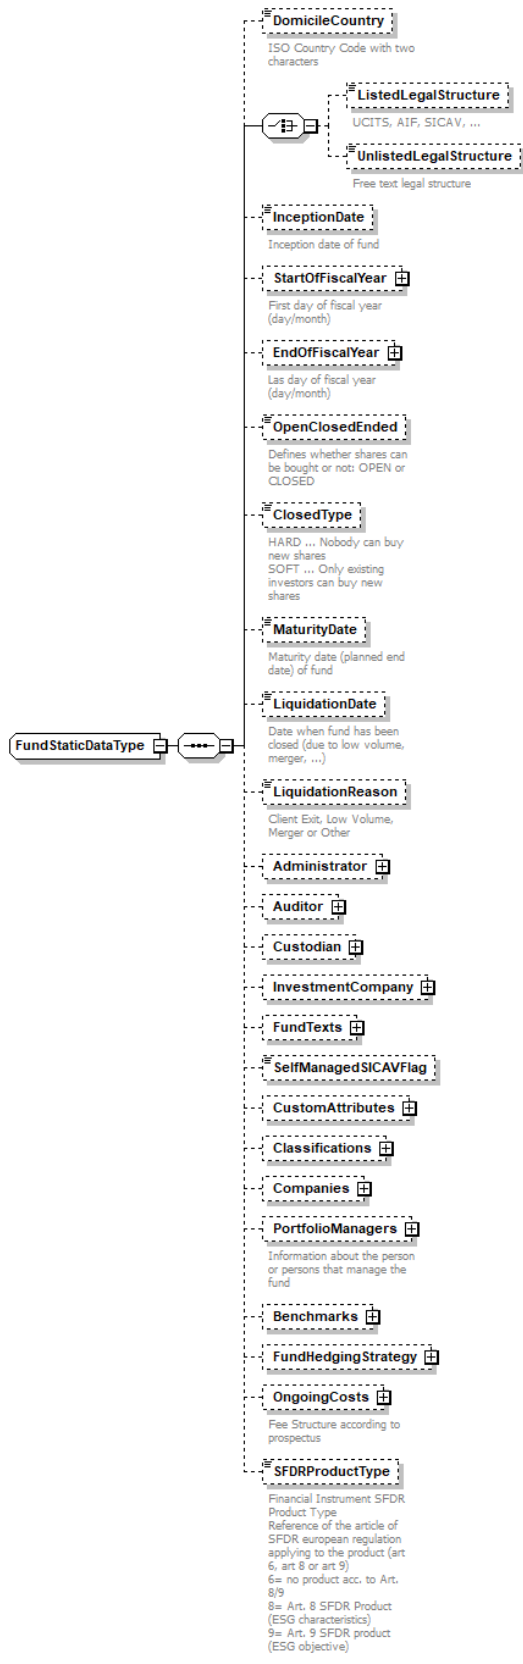 DomicileCountry
ISO Country Code with two
characters
ListedLegalStructure
UCITS, AIF, SICAV, ...
UnlistedLegalStructure
Free text legal structure
InceptionDate
Inception date of fund
StartOfFiscalYear
First day of fiscal year
(day/month)
EndOfFiscalYear
Las day of fiscal year
(day/month)
OpenClosedEnded
Defines whether shares can
be bought or not: OPEN or
CLOSED
ClosedType
HARD ... Nobody can buy
new shares
SOFT ... Only existing
investors can buy new
shares
MaturityDate
Maturity date (planned end
date) of fund
LiquidationDate
Date when fund has been
closed (due to low volume,
merger, ...)
FundStaticDataType
LiquidationReason
Client Exit, Low Volume,
Merger or Other
Administrator
Auditor
Custodian
InvestmentCompany
FundTexts
SelfManagedSICAVFlag
CustomAttributes
Classifications
Companies
PortfolioManagers
Information about the person
or persons that manage the
fund
Benchmarks
FundHedgingStrategy
OngoingCosts
Fee Structure according to
prospectus
SFDRProductType
Financial Instrument SFDR
Product Type
Reference of the article of
SFDR european regulation
applying to the product (art
6, art 8 or art 9)
6= no product acc. to Art.
8/9
8= Art. 8 SFDR Product
(ESG characteristics)
9= Art. 9 SFDR product
(ESG objective)